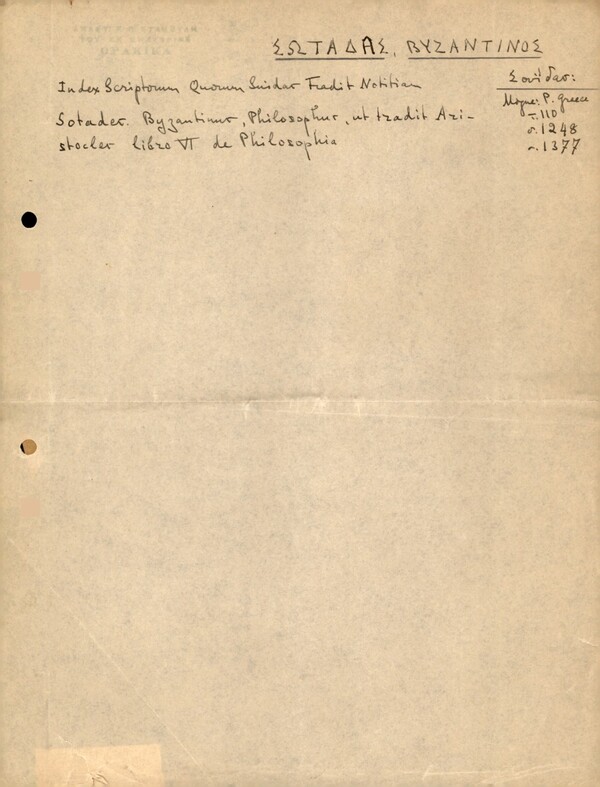 ΣΩΤΑΔΑΣ, ΒΥΖΑΝΤΙΝΟΣ
Σουΐδας:
Migne: P. Greca
τ. 110
σ. 1248
σ. 1377
Index Scriptorum Quorum Suidas Tradit Notitiam
Sotades. Byzantinus, Philosophus, ut tradit Ari-
stocles libro VI de Philosophia